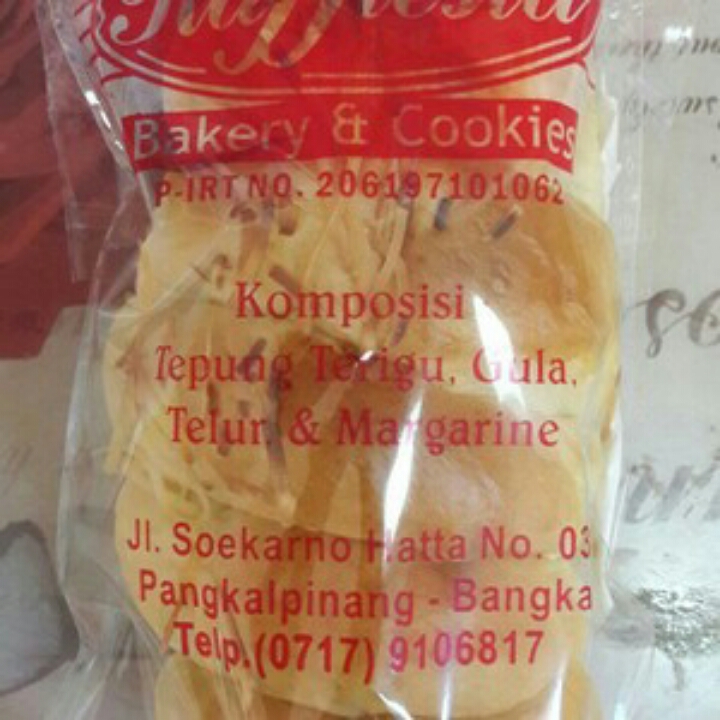 Bakery & Cookies
P-IRT NO. 206197101062
Komposisi
Tepung Terigu, Gula,
Telur & Margarine
Jl. Soekarno Hatta No. 03
Pangkalpinang - Bangka
Telp.(0717) 9106817